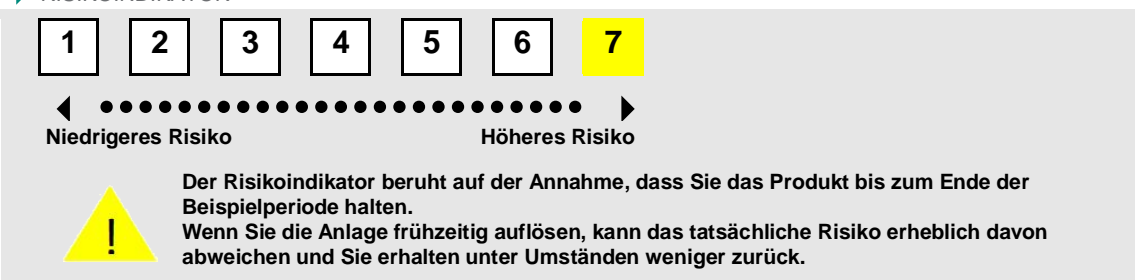 RISIKOINDIKATOR
1 2 3 4 5 6 7
Niedrigeres Risiko Höheres Risiko
Der Risikoindikator beruht auf der Annahme, dass Sie das Produkt bis zum Ende der
Beispielperiode halten.
! Wenn Sie die Anlage frühzeitig auflösen, kann das tatsächliche Risiko erheblich davon
abweichen und Sie erhalten unter Umständen weniger zurück.